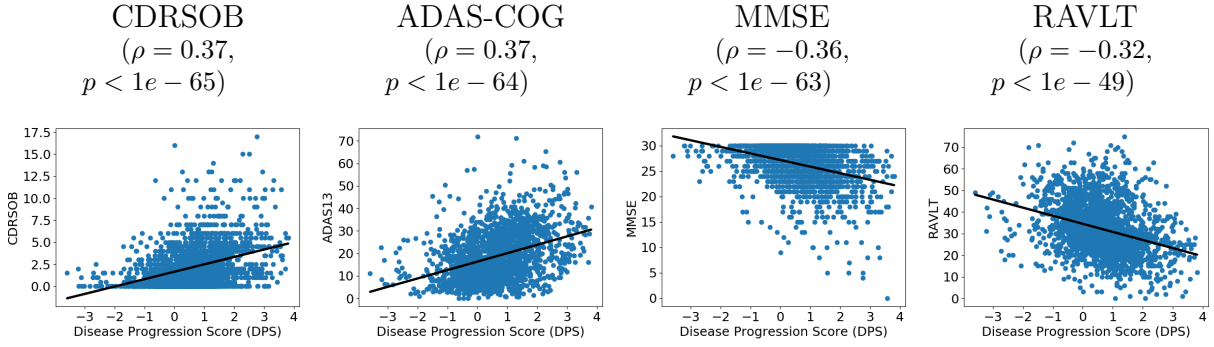 CDRSOB
(ρ = 0.37,
p < 1e − 65)
17.5
15.0
12.5
10.0
7.5
5.0
2.5
0.0
CDRSOB
−3 −2 −1 0 1 2 3 4
Disease Progression Score (DPS)
ADAS-COG
(ρ = 0.37,
p < 1e − 64)
70
60
50
40
30
20
10
0
ADAS13
−3 −2 −1 0 1 2 3 4
Disease Progression Score (DPS)
MMSE
(ρ = −0.36,
p < 1e − 63)
30
25
20
15
10
5
0
MMSE
−3 −2 −1 0 1 2 3 4
Disease Progression Score (DPS)
RAVLT
(ρ = −0.32,
p < 1e − 49)
70
60
50
40
30
20
10
0
RAVLT
−3 −2 −1 0 1 2 3 4
Disease Progression Score (DPS)